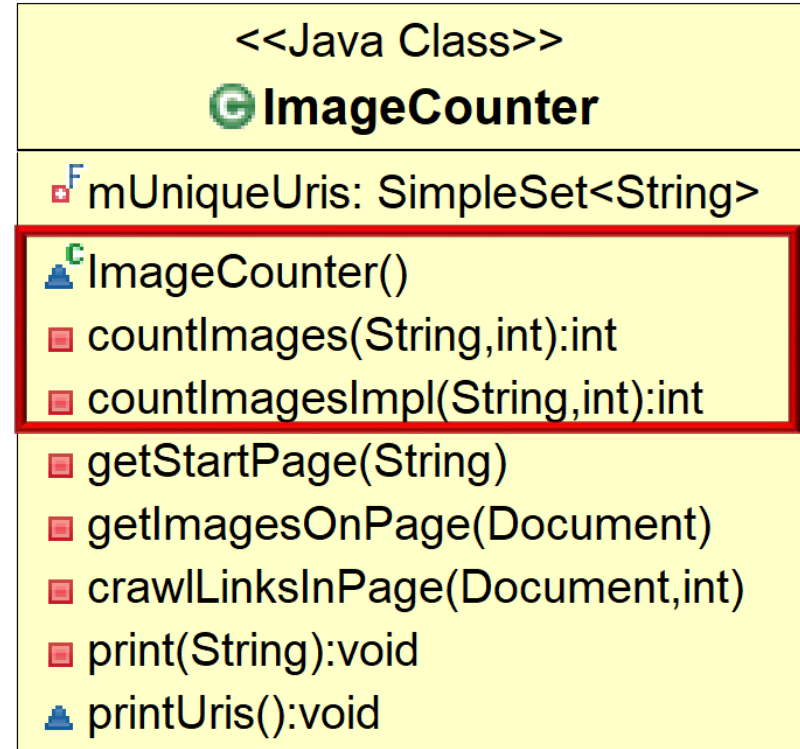 <<Java Class>>
C ImageCounter
F mUniqueUris: SimpleSet<String>
C ImageCounter()
countImages(String,int):int
countImagesImpl(String,int):int
getStartPage(String)
getImagesOnPage(Document)
crawlLinksInPage(Document,int)
print(String):void
printUris():void